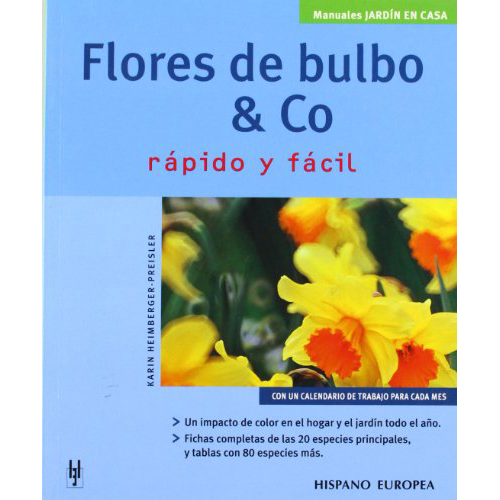 Manuales JARDÍN EN CASA
Flores de bulbo
& Co
rápido y fácil
KARIN HEIMBERGER-PREISLER
CON UN CALENDARIO DE TRABAJO PARA CADA MES
> Un impacto de color en el hogar y el jardín todo el año.
> Fichas completas de las 20 especies principales,
y tablas con 80 especies más.
HISPANO EUROPEA